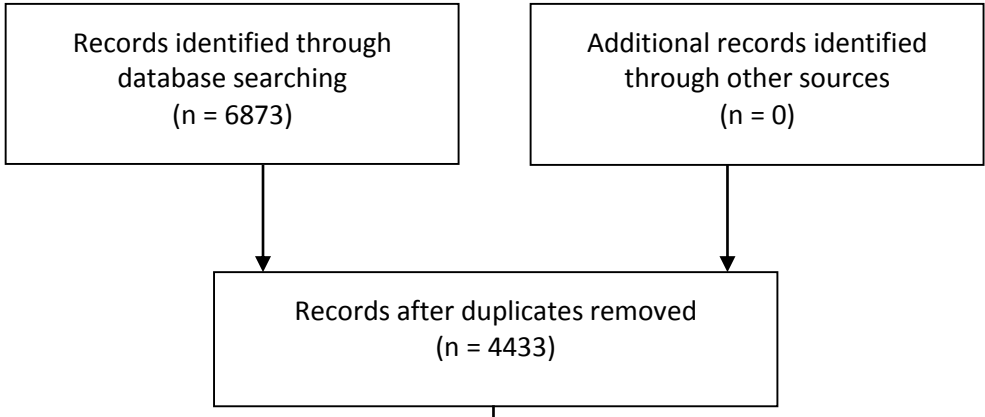 Records identified through
database searching
(n = 6873)
Additional records identified
through other sources
(n = 0)
Records after duplicates removed
(n = 4433)